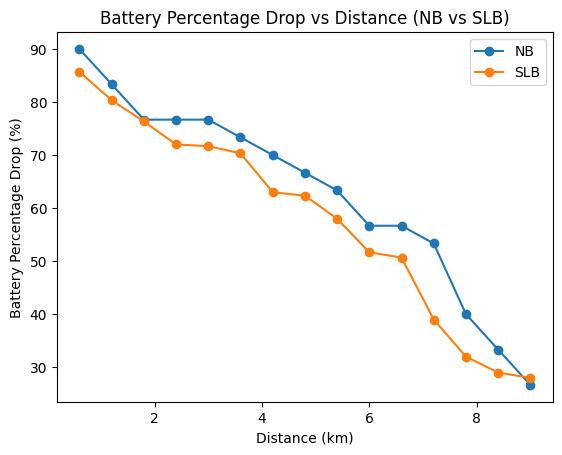 Battery Percentage Drop vs Distance (NB vs SLB)
NB
SLB
Battery Percentage Drop (%)
90
80
70
60
50
40
30
2
4
6
8
Distance (km)